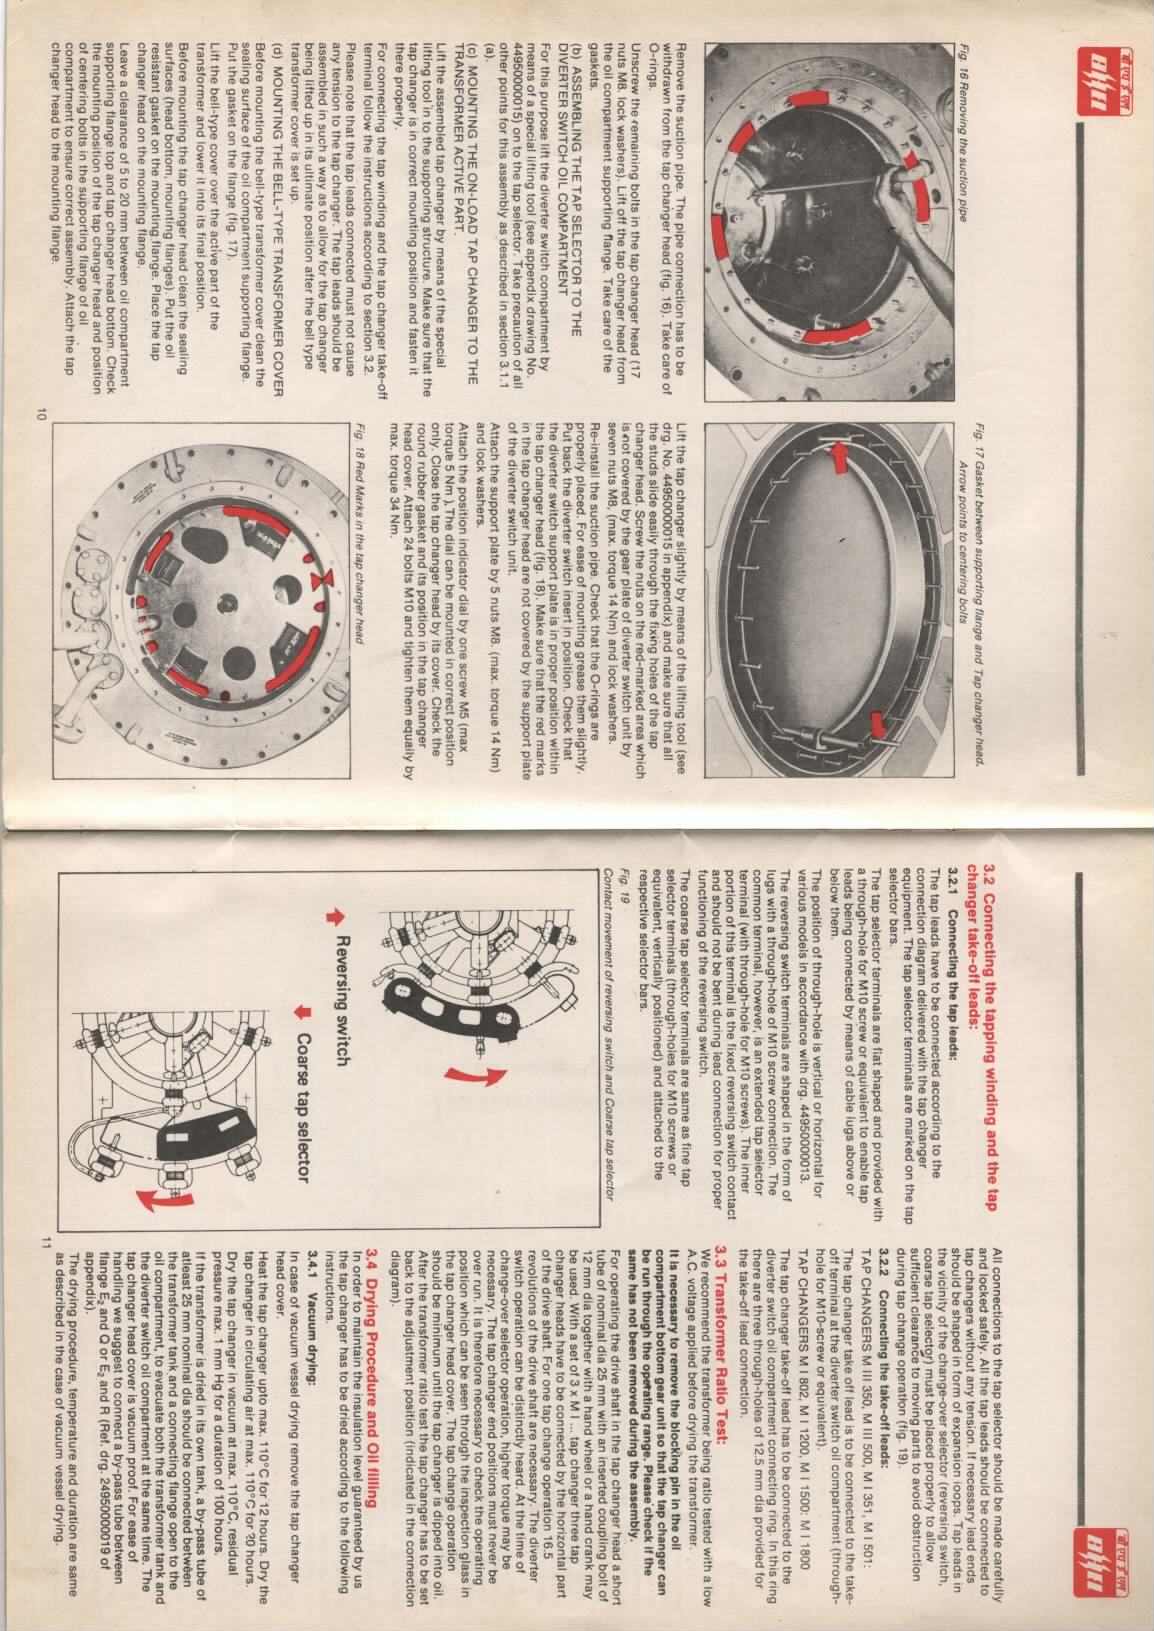 बीएचईएल
Fig. 16 Removing the suction pipe
Remove the suction pipe. The pipe connection has to be
withdrawn from the tap changer head (fig. 16). Take care of
O-rings.
Unscrew the remaining bolts in the tap changer head (17
nuts M8. lock washers). Lift off the tap changer head from
the oil compartment supporting flange. Take care of the
gaskets.
(b) ASSEMBLING THE TAP SELECTOR TO THE
DIVERTER SWITCH OIL COMPARTMENT
For this purpose lift the diverter switch compartment by
means of a special lifting tool (see appendix drawing No.
44950000015) on to the tap selector. Take precaution of all
other points for this assembly as described in section 3.1.1
(a).
(c) MOUNTING THE ON-LOAD TAP CHANGER TO THE
TRANSFORMER ACTIVE PART.
Lift the assembled tap changer by means of the special
lifting tool in to the supporting structure. Make sure that the
tap changer is in correct mounting position and fasten it
there properly.
For connecting the tap winding and the tap changer take-off
terminal follow the instructions according to section 3.2.
Please note that the tap leads connected must not cause
any tension to the tap changer. The tap leads should be
assembled in such a way as to allow for the tap changer
being lifted up in its ultimate position after the bell type
transformer cover is set up.
(d) MOUNTING THE BELL-TYPE TRANSFORMER COVER
Before mounting the bell-type transformer cover clean the
sealing surface of the oil compartment supporting flange.
Put the gasket on the flange (fig. 17).
Lift the bell-type cover over the active part of the
transformer and lower it into its final position.
Before mounting the tap changer head clean the sealing
surfaces (head bottom, mounting flanges). Put the oil
resistant gasket on the mounting flange. Place the tap
changer head on the mounting flange.
Leave a clearance of 5 to 20 mm between oil compartment
supporting flange top and tap changer head bottom. Check
the mounting position of the tap changer head and position
of centering bolts in the supporting flange of oil
compartment to ensure correct assembly. Attach the tap
changer head to the mounting flange.
Fig. 17 Gasket between supporting flange and Tap changer head.
Arrow points to centering bolts
Lift the tap changer slightly by means of the lifting tool (see
drg. No. 44950000015 in appendix) and make sure that all
the studs slide easily through the fixing holes of the tap
changer head. Screw the nuts on the red-marked area which
is not covered by the gear plate of diverter switch unit by
seven nuts M8, (max. torque 14 Nm) and lock washers.
Re-install the suction pipe. Check that the O-rings are
properly placed. For ease of mounting grease them slightly.
Put back the diverter switch insert in position. Check that
the diverter switch support plate is in proper position within
the tap changer head (fig. 18). Make sure that the red marks
in the tap changer head are not covered by the support plate
of the diverter switch unit.
Attach the support plate by 5 nuts M8, (max. torque 14 Nm)
and lock washers.
Attach the position indicator dial by one screw M5 (max
torque 5 Nm ). The dial can be mounted in correct position
only. Close the tap changer head by its cover. Check the
round rubber gasket and its position in the tap changer
head cover. Attach 24 bolts M10 and tighten them equally by
max. torque 34 Nm.
Fig. 18 Red Marks in the tap changer head
10
3.2 Connecting the tapping winding and the tap
changer take-off leads:
3.2.1 Connecting the tap leads:
The tap leads have to be connected according to the
connection diagram delivered with the tap changer
equipment. The tap selector terminals are marked on the tap
selector bars.
The tap selector terminals are flat shaped and provided with
a through-hole for M10 screw or equivalent to enable tap
leads being connected by means of cable lugs above or
below them.
The position of through-hole is vertical or horizontal for
various models in accordance with drg. 44950000013.
The reversing switch terminals are shaped in the form of
lugs with a through-hole of M10 screw connection. The
common terminal, however, is an extended tap selector
terminal (with through-hole for M10 screws). The inner
portion of this terminal is the fixed reversing switch contact
and should not be bent during lead connection for proper
functioning of the reversing switch.
The coarse tap selector terminals are same as fine tap
selector terminals (through-holes for M10 screws or
equivalent, vertically positioned) and attached to the
respective selector bars.
Fig. 19
Contact movement of reversing switch and Coarse tap selector
Reversing switch
Coarse tap selector
All connections to the tap selector should be made carefully
and locked safely. All the tap leads should be connected to
tap changers without any tension. If necessary lead ends
should be shaped in form of expansion loops. Tap leads in
the vicinity of the change-over selector (reversing switch,
coarse tap selector) must be placed properly to allow
sufficient clearance to moving parts to avoid obstruction
during tap change operation (fig. 19).
3.2.2 Connecting the take-off leads:
TAP CHANGERS M III 350, M III 500, M I 351, M I 501:
The tap changer take off lead is to be connected to the take-
off terminal at the diverter switch oil compartment (through-
hole for M10-screw or equivalent).
TAP CHANGERS M I 802, M I 1200, M I 1500: M I 1800
The tap changer take-off lead has to be connected to the
diverter switch oil compartment connecting ring. In this ring
there are three through-holes of 12.5 mm dia provided for
the take-off lead connection.
3.3 Transformer Ratio Test:
We recommend the transformer being ratio tested with a low
A.C. voltage applied before drying the transformer.
It is necessary to remove the blocking pin in the oil
compartment bottom gear unit so that the tap changer can
be run through the operating range. Please check if the
same has not been removed during the assembly.
For operating the drive shaft in the tap changer head a short
tube of nominal dia 25 mm with an inserted coupling bolt of
12 mm dia together with a hand wheel or a hand crank may
be used. With a set of 3 x M I ... tap changer three tap
changer heads have to be connected by the horizontal part
of the drive shaft. For one tap change operation 16.5
revolutions of the drive shaft are necessary. The diverter
switch operation can be distinctly heard. At the time of
change-over selector operation, higher torque may be
necessary. The tap changer end positions must never be
over run. It is therefore necessary to check the operating
position which can be seen through the inspection glass in
the tap changer head cover. The tap change operation
should be minimum until the tap changer is dipped into oil.
After the transformer ratio test the tap changer has to be set
back to the adjustment position (indicated in the connection
diagram).
3.4 Drying Procedure and Oil filling
In order to maintain the insulation level guaranteed by us
the tap changer has to be dried according to the following
instructions.
3.4.1 Vacuum drying:
In case of vacuum vessel drying remove the tap changer
head cover.
Heat the tap changer upto max. 110°C for 12 hours. Dry the
tap changer in circulating air at max. 110°C for 20 hours.
Dry the tap changer in vacuum at max. 110°C, residual
pressure max. 1 mm Hg for a duration of 100 hours.
If the transformer is dried in its own tank, a by-pass tube of
atleast 25 mm nominal dia should be connected between
the transformer tank and a connecting flange open to the
oil compartment, to evacuate both the transformer tank and
the diverter switch oil compartment at the same time. The
tap changer head cover is vacuum proof. For ease of
handling we suggest to connect a by-pass tube between
flange E₂ and Q or E₂ and R (Ref. drg. 24950000019 of
appendix).
The drying procedure, temperature and duration are same
as described in the case of vacuum vessel drying.
11
बीएचईएल